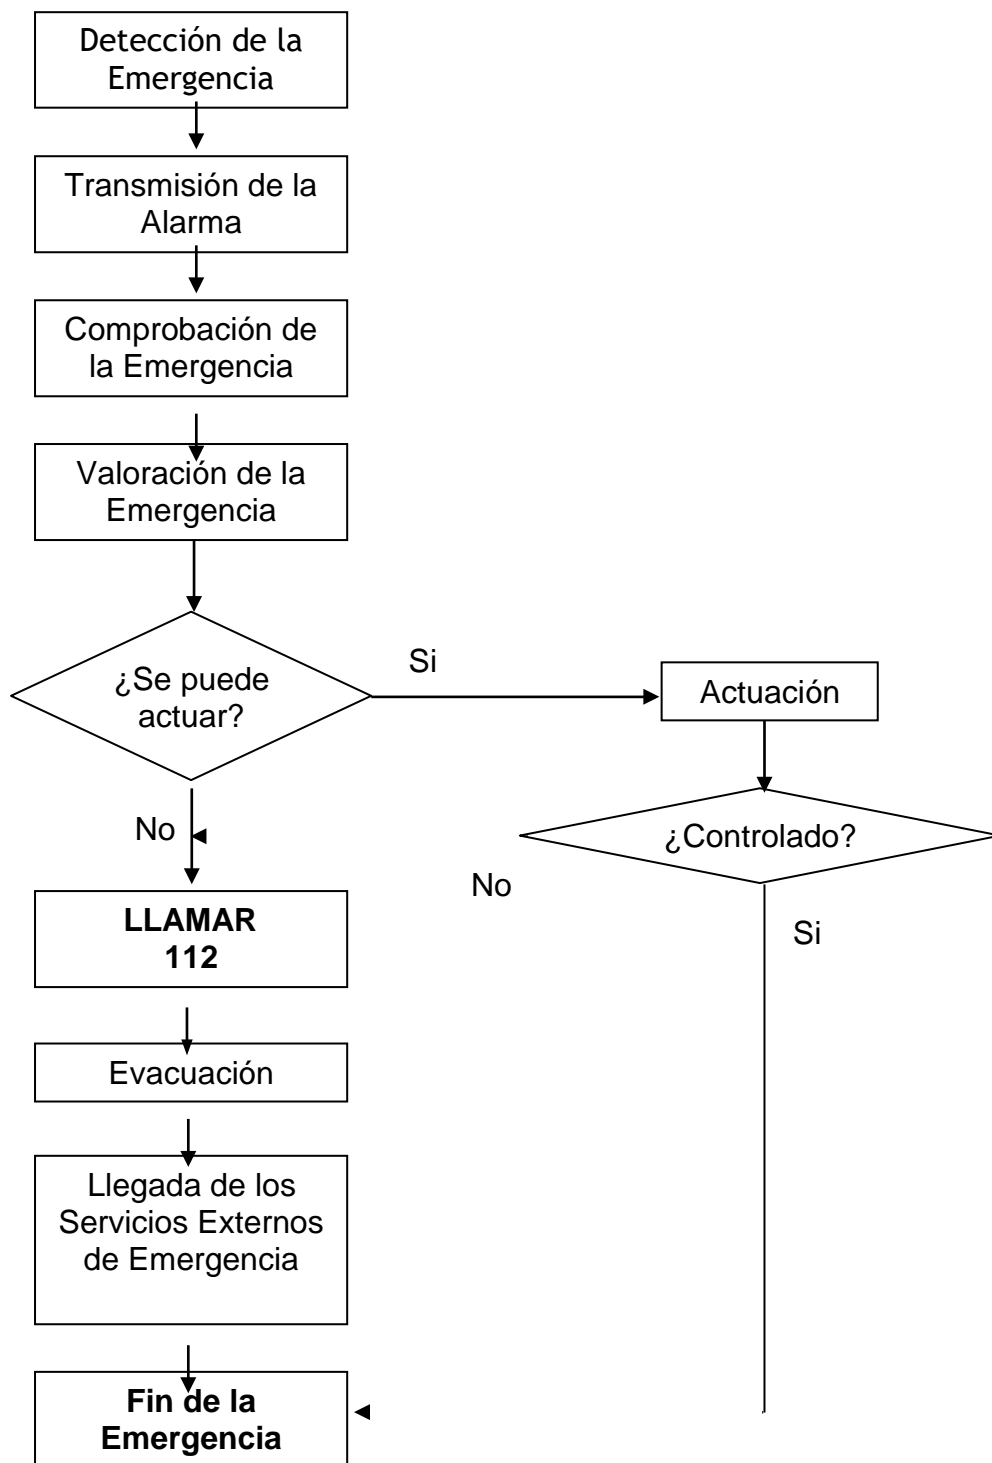 Detección de la
Emergencia
Transmisión de la
Alarma
Comprobación de
la Emergencia
Valoración de la
Emergencia
¿Se puede
actuar?
Si
Actuación
No
¿Controlado?
No
Si
LLAMAR
112
Evacuación
Llegada de los
Servicios Externos
de Emergencia
Fin de la
Emergencia